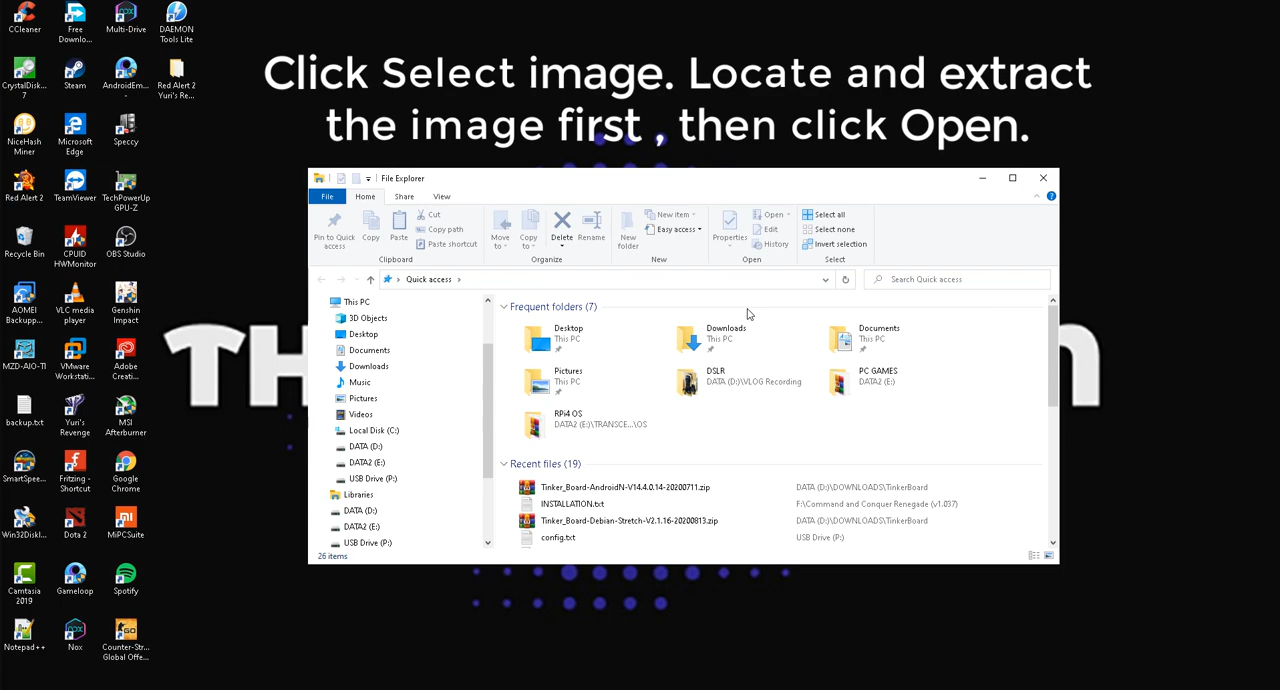 Click Select image. Locate and extract
the image first , then click Open.
CCleaner
Free
Downlo...
Multi-Drive
DAEMON
Tools Lite
CrystalDisk...
7
Steam
AndroidEm...
-
Red Alert 2
Yuri's Re...
NiceHash
Miner
Microsoft
Edge
Speccy
Red Alert 2
TeamViewer
TechPowerUp
GPU-Z
Recycle Bin
CPUID
HWMonitor
OBS Studio
AOMEI
Backupp...
VLC media
player
Genshin
Impact
MZD-AIO-TI
VMware
Workstati...
Adobe
Creati...
backup.txt
Yuri's
Revenge
MSI
Afterburner
SmartSpee...
Fritzing -
Shortcut
Google
Chrome
Win32DiskI...
Dota 2
MiPCSuite
Camtasia
2019
Gameloop
Spotify
Notepad++
Nox
Counter-Str...
Global Offe...
File Explorer
File Home Share View
Pin to Quick
access
Copy
Paste
Cut
Copy path
Paste shortcut
Clipboard
Move
to
Copy
to
Delete
Rename
Organize
New
folder
New item
Easy access
New
Properties
Open
Edit
History
Open
Select all
Select none
Invert selection
Select
Quick access
Search Quick access
This PC
3D Objects
Desktop
Documents
Downloads
Music
Pictures
Videos
Local Disk (C:)
DATA (D:)
DATA2 (E:)
USB Drive (P:)
Libraries
DATA (D:)
DATA2 (E:)
USB Drive (P:)
Frequent folders (7)
Desktop
This PC
Downloads
This PC
Documents
This PC
Pictures
This PC
DSLR
DATA (D:)\VLOG Recording
PC GAMES
DATA2 (E:)
RPi4 OS
DATA2 (E:)\TRANSCE...\OS
Recent files (19)
Tinker_Board-AndroidN-V14.4.0.14-20200711.zip DATA (D:)\DOWNLOADS\TinkerBoard
INSTALLATION.txt F:\Command and Conquer Renegade (v1.037)
Tinker_Board-Debian-Stretch-V2.1.16-20200813.zip DATA (D:)\DOWNLOADS\TinkerBoard
config.txt USB Drive (P:)
26 items